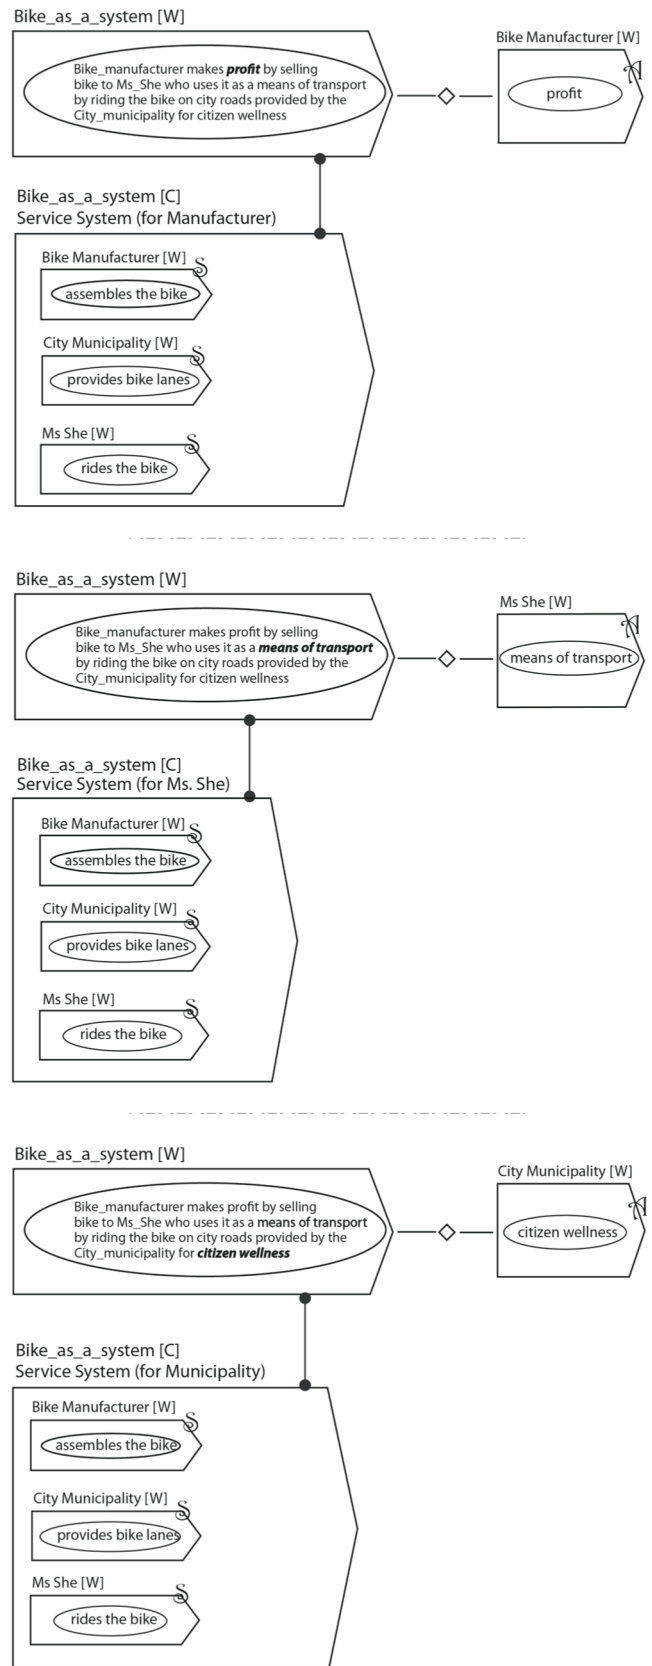 Bike_as_a_system [W]
Bike_manufacturer makes profit by selling
bike to Ms_She who uses it as a means of transport
by riding the bike on city roads provided by the
City_municipality for citizen wellness
Bike Manufacturer [W]
A
profit
Bike_as_a_system [C]
Service System (for Manufacturer)
Bike Manufacturer [W]
S
assembles the bike
City Municipality [W]
S
provides bike lanes
Ms She [W]
S
rides the bike
Bike_as_a_system [W]
Bike_manufacturer makes profit by selling
bike to Ms_She who uses it as a means of transport
by riding the bike on city roads provided by the
City_municipality for citizen wellness
Ms She [W]
A
means of transport
Bike_as_a_system [C]
Service System (for Ms. She)
Bike Manufacturer [W]
S
assembles the bike
City Municipality [W]
S
provides bike lanes
Ms She [W]
S
rides the bike
Bike_as_a_system [W]
Bike_manufacturer makes profit by selling
bike to Ms_She who uses it as a means of transport
by riding the bike on city roads provided by the
City_municipality for citizen wellness
City Municipality [W]
A
citizen wellness
Bike_as_a_system [C]
Service System (for Municipality)
Bike Manufacturer [W]
S
assembles the bike
City Municipality [W]
S
provides bike lanes
Ms She [W]
S
rides the bike